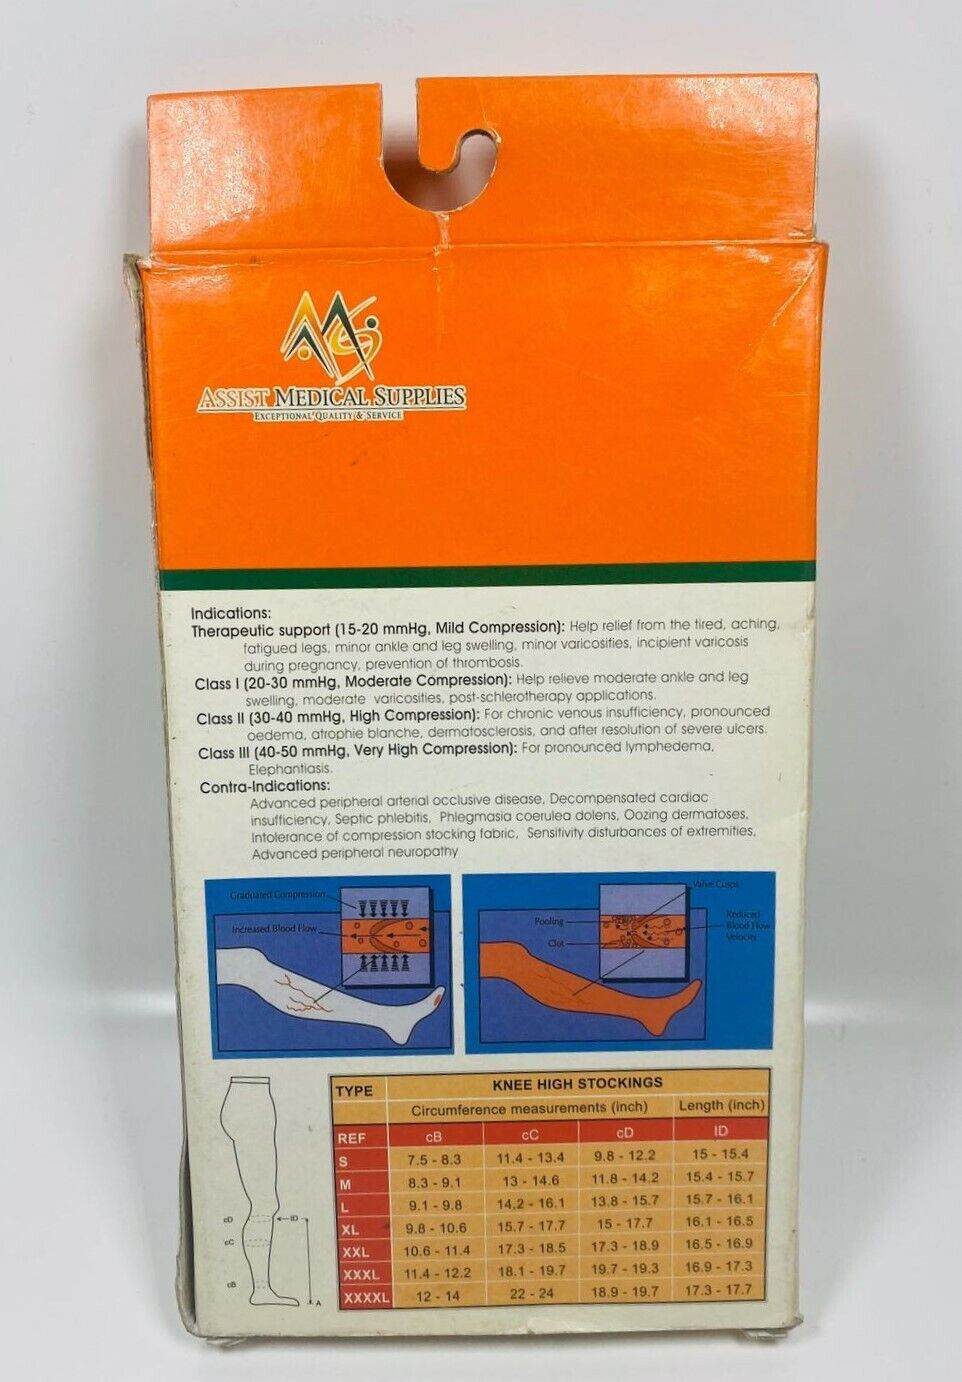 ASSIST MEDICAL SUPPLIES
EXCEPTIONAL QUALITY & SERVICE
Indications:
Therapeutic support (15-20 mmHg, Mild Compression): Help relief from the tired, aching,
fatigued legs, minor ankle and leg swelling, minor varicosities, incipient varicosis
during pregnancy, prevention of thrombosis.
Class I (20-30 mmHg, Moderate Compression): Help relieve moderate ankle and leg
swelling, moderate varicosities, post-schlerotherapy applications.
Class II (30-40 mmHg, High Compression): For chronic venous insufficiency, pronounced
oedema, atrophie blanche, dermatosclerosis, and after resolution of severe ulcers.
Class III (40-50 mmHg, Very High Compression): For pronounced lymphedema,
Elephantiasis.
Contra-Indications:
Advanced peripheral arterial occlusive disease, Decompensated cardiac
insufficiency, Septic phlebitis, Phlegmasia coerulea dolens, Oozing dermatoses,
Intolerance of compression stocking fabric, Sensitivity disturbances of extremities,
Advanced peripheral neuropathy
Graduated Compression
Increased Blood Flow
Valve Cusps
Pooling
Clot
Reduced
Blood Flow
Velocity
TYPE KNEE HIGH STOCKINGS
Circumference measurements (inch) Length (inch)
REF cB cC cD lD
S 7.5 - 8.3 11.4 - 13.4 9.8 - 12.2 15 - 15.4
M 8.3 - 9.1 13 - 14.6 11.8 - 14.2 15.4 - 15.7
L 9.1 - 9.8 14.2 - 16.1 13.8 - 15.7 15.7 - 16.1
XL 9.8 - 10.6 15.7 - 17.7 15 - 17.7 16.1 - 16.5
XXL 10.6 - 11.4 17.3 - 18.5 17.3 - 18.9 16.5 - 16.9
XXXL 11.4 - 12.2 18.1 - 19.7 19.7 - 19.3 16.9 - 17.3
XXXXL 12 - 14 22 - 24 18.9 - 19.7 17.3 - 17.7
cD lD
cC
cB
A